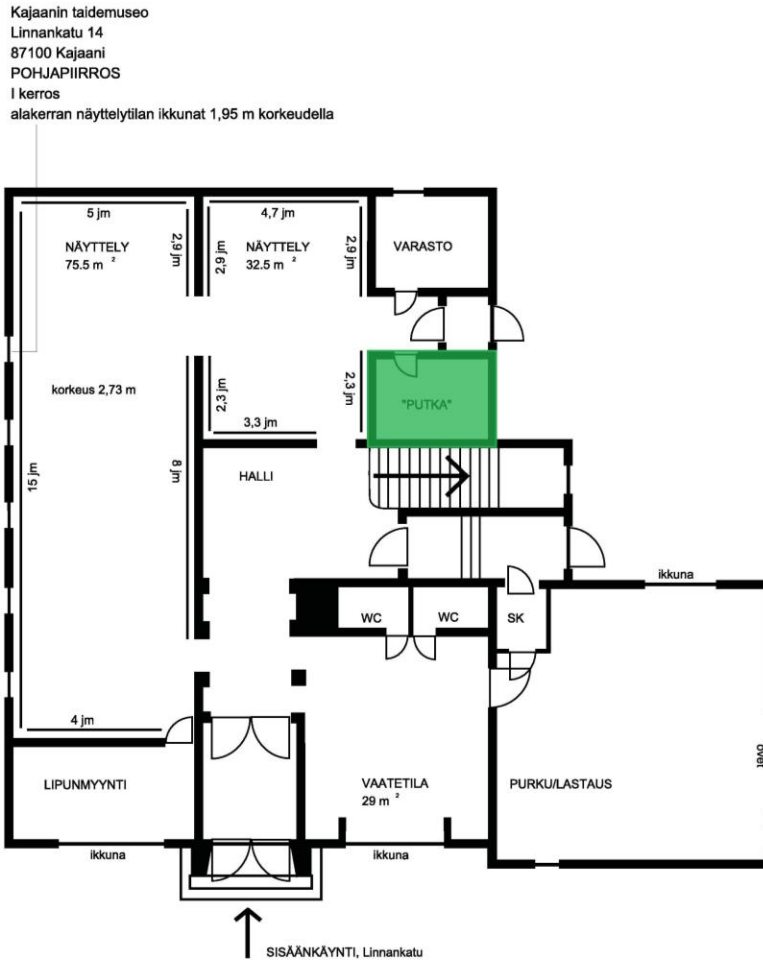 Kajaanin taidemuseo
Linnankatu 14
87100 Kajaani
POHJAPIIRROS
I kerros
alakerran näyttelytilan ikkunat 1,95 m korkeudella
5 jm
4,7 jm
NÄYTTELY
75.5 m ²
2,9 jm
2,9 jm
NÄYTTELY
32.5 m ²
2,9 jm
VARASTO
korkeus 2,73 m
2,3 jm
2,3 jm
"PUTKA"
3,3 jm
15 jm
8 jm
HALLI
ikkuna
WC
WC
SK
4 jm
LIPUNMYYNTI
VAATETILA
29 m ²
PURKU/LASTAUS
ovet
ikkuna
ikkuna
SISÄÄNKÄYNTI, Linnankatu